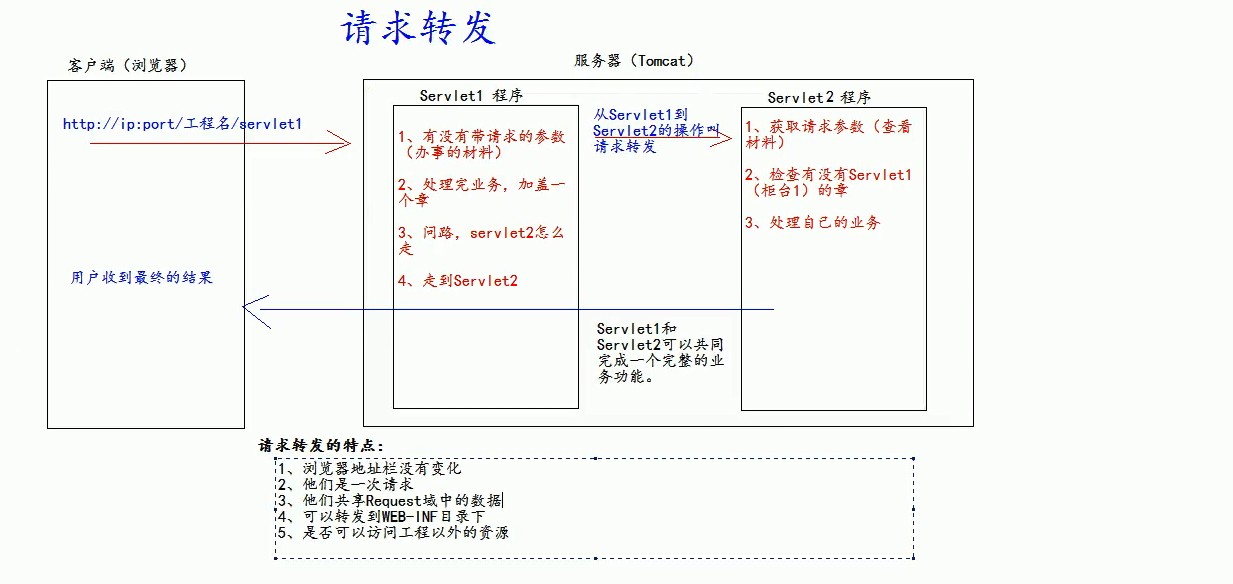 请求转发
客户端（浏览器）
服务器（Tomcat）
http://ip:port/工程名/servlet1
用户收到最终的结果
Servlet1 程序
1、有没有带请求的参数
（办事的材料）
2、处理完业务，加盖一
个章
3、问路，servlet2怎么
走
4、走到Servlet2
从Servlet1到
Servlet2的操作叫
请求转发
Servlet2 程序
1、获取请求参数（查看
材料）
2、检查有没有Servlet1
（柜台1）的章
3、处理自己的业务
Servlet1和
Servlet2可以共同
完成一个完整的业
务功能。
请求转发的特点：
1、浏览器地址栏没有变化
2、他们是一次请求
3、他们共享Request域中的数据
4、可以转发到WEB-INF目录下
5、是否可以访问工程以外的资源